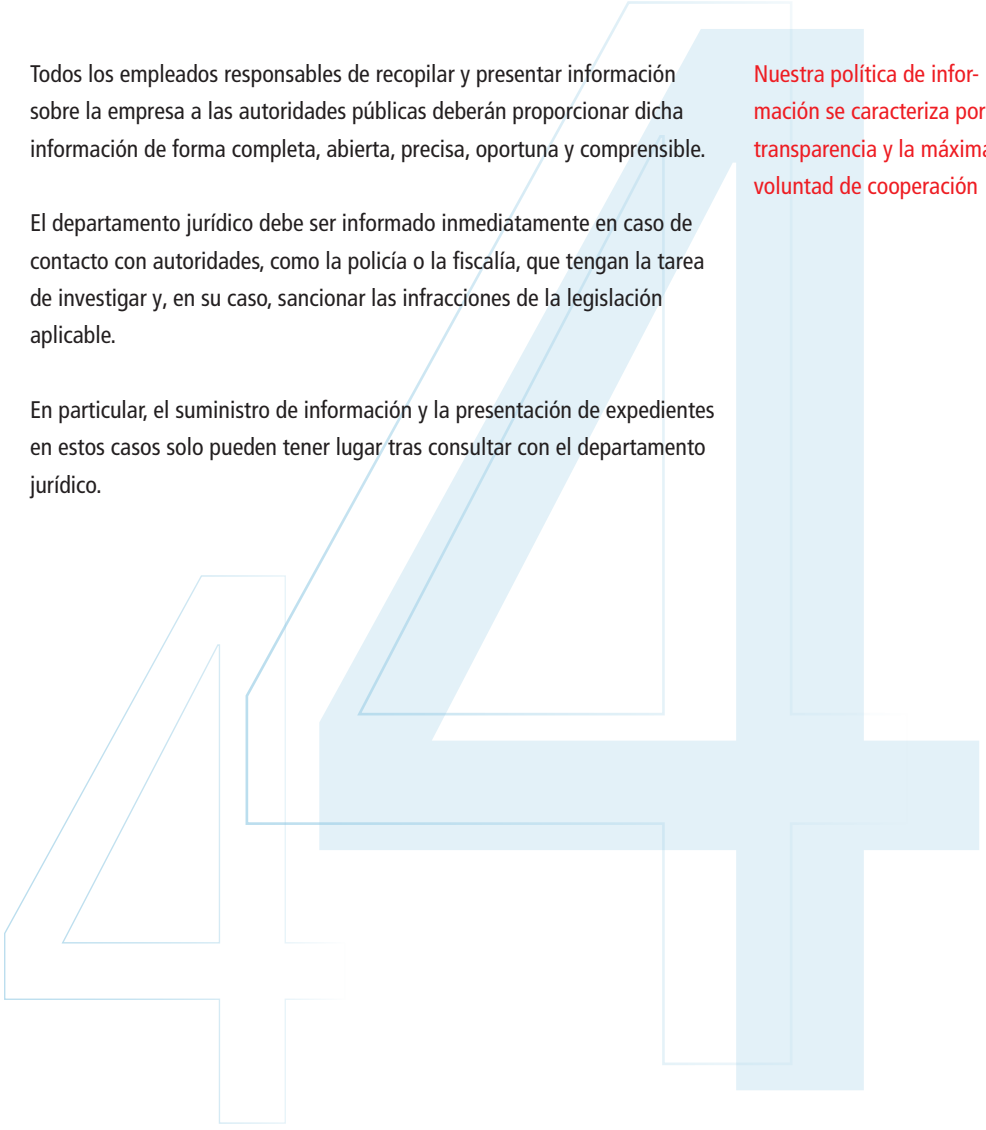 Todos los empleados responsables de recopilar y presentar información
sobre la empresa a las autoridades públicas deberán proporcionar dicha
información de forma completa, abierta, precisa, oportuna y comprensible.
El departamento jurídico debe ser informado inmediatamente en caso de
contacto con autoridades, como la policía o la fiscalía, que tengan la tarea
de investigar y, en su caso, sancionar las infracciones de la legislación
aplicable.
En particular, el suministro de información y la presentación de expedientes
en estos casos solo pueden tener lugar tras consultar con el departamento
jurídico.
Nuestra política de infor-
mación se caracteriza por
transparencia y la máxima
voluntad de cooperación
4
4
4